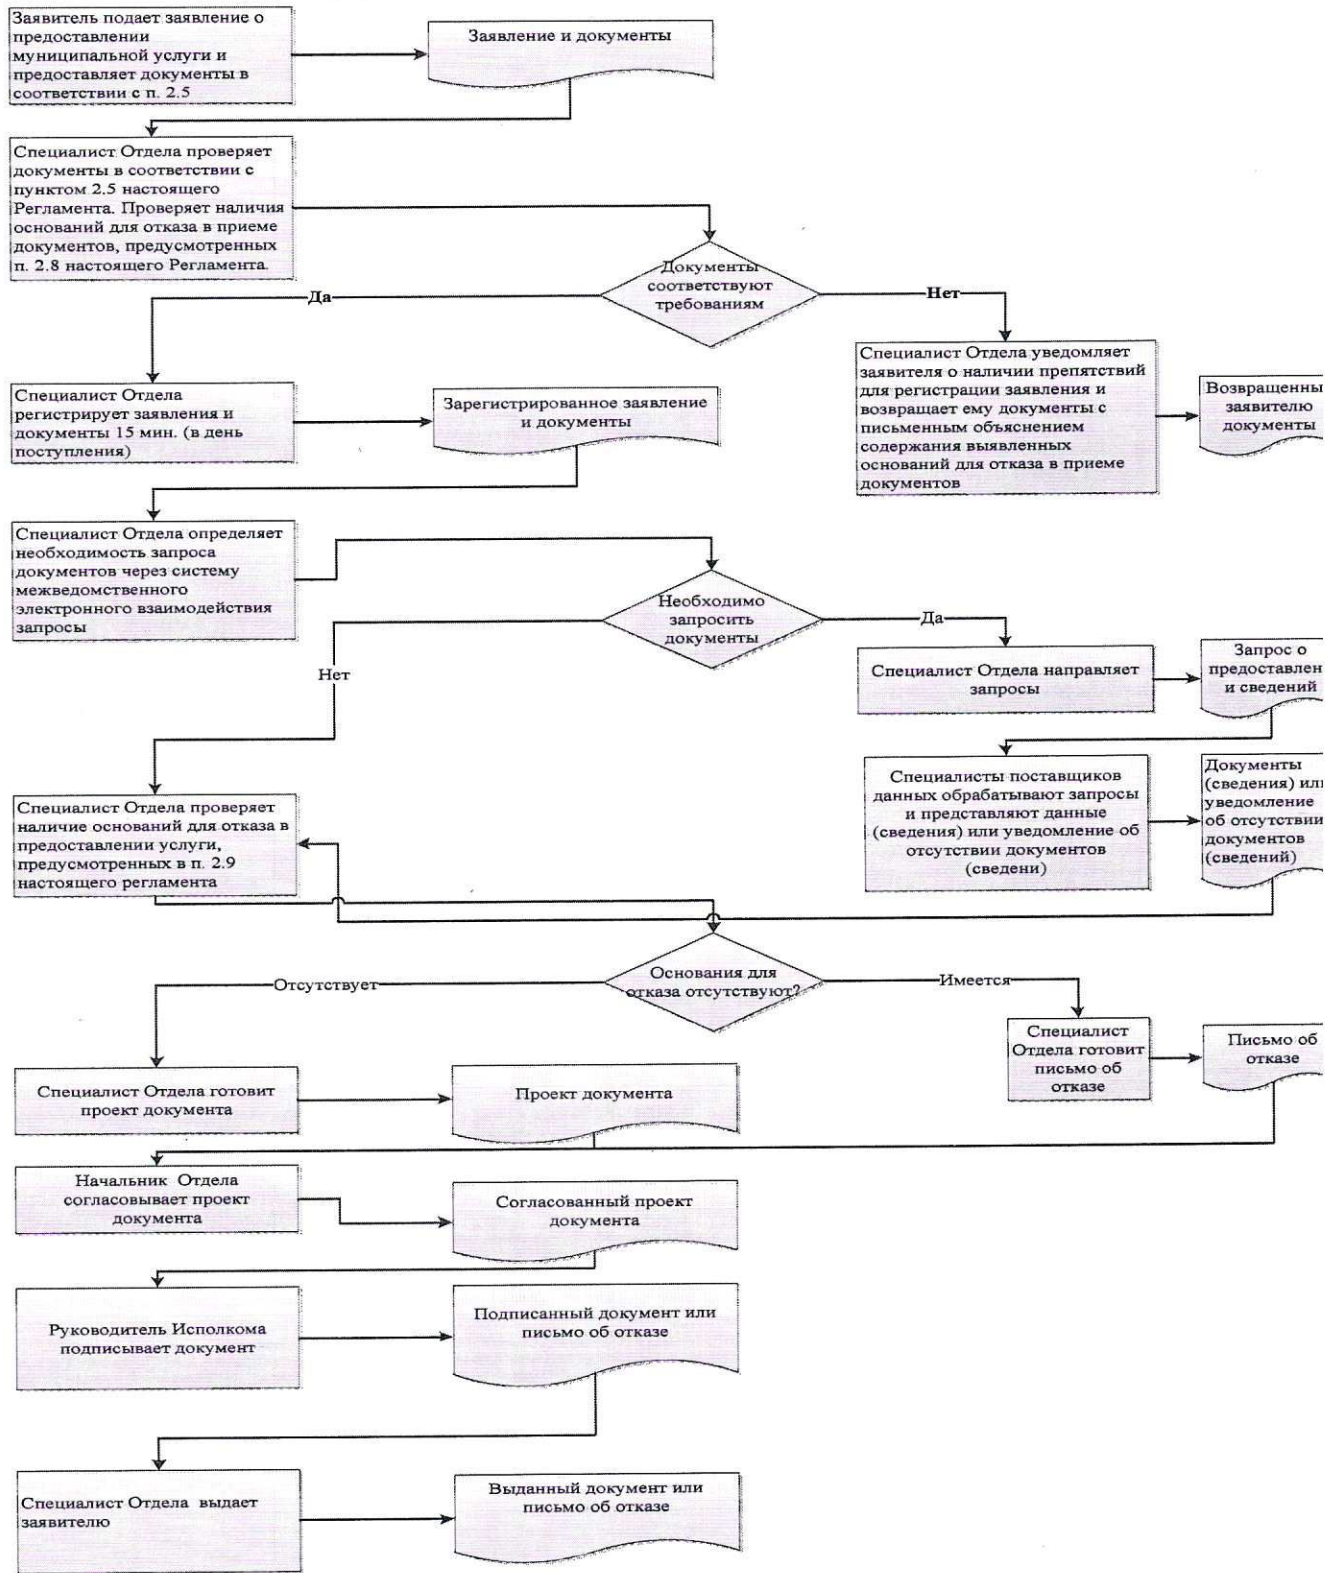 Заявитель подает заявление о
предоставлении
муниципальной услуги и
предоставляет документы в
соответствии с п. 2.5
Заявление и документы
Специалист Отдела проверяет
документы в соответствии с
пунктом 2.5 настоящего
Регламента. Проверяет наличия
оснований для отказа в приеме
документов, предусмотренных
п. 2.8 настоящего Регламента.
Документы
соответствуют
требованиям
Да
Нет
Специалист Отдела
регистрирует заявления и
документы 15 мин. (в день
поступления)
Зарегистрированное заявление
и документы
Специалист Отдела уведомляет
заявителя о наличии препятствий
для регистрации заявления и
возвращает ему документы с
письменным объяснением
содержания выявленных
оснований для отказа в приеме
документов
Возвращенны
заявителю
документы
Специалист Отдела определяет
необходимость запроса
документов через систему
межведомственного
электронного взаимодействия
запросы
Необходимо
запросить
документы
Да
Нет
Специалист Отдела направляет
запросы
Запрос о
предоставлен
и сведений
Специалисты поставщиков
данных обрабатывают запросы
и представляют данные
(сведения) или уведомление об
отсутствии документов
(сведени)
Документы
(сведения) или
уведомление
об отсутствии
документов
(сведений)
Специалист Отдела проверяет
наличие оснований для отказа в
предоставлении услуги,
предусмотренных в п. 2.9
настоящего регламента
Основания для
отказа отсутствуют?
Отсутствует
Имеется
Специалист
Отдела готовит
письмо об
отказе
Письмо об
отказе
Специалист Отдела готовит
проект документа
Проект документа
Начальник Отдела
согласовывает проект
документа
Согласованный проект
документа
Руководитель Исполкома
подписывает документ
Подписанный документ или
письмо об отказе
Специалист Отдела выдает
заявителю
Выданный документ или
письмо об отказе